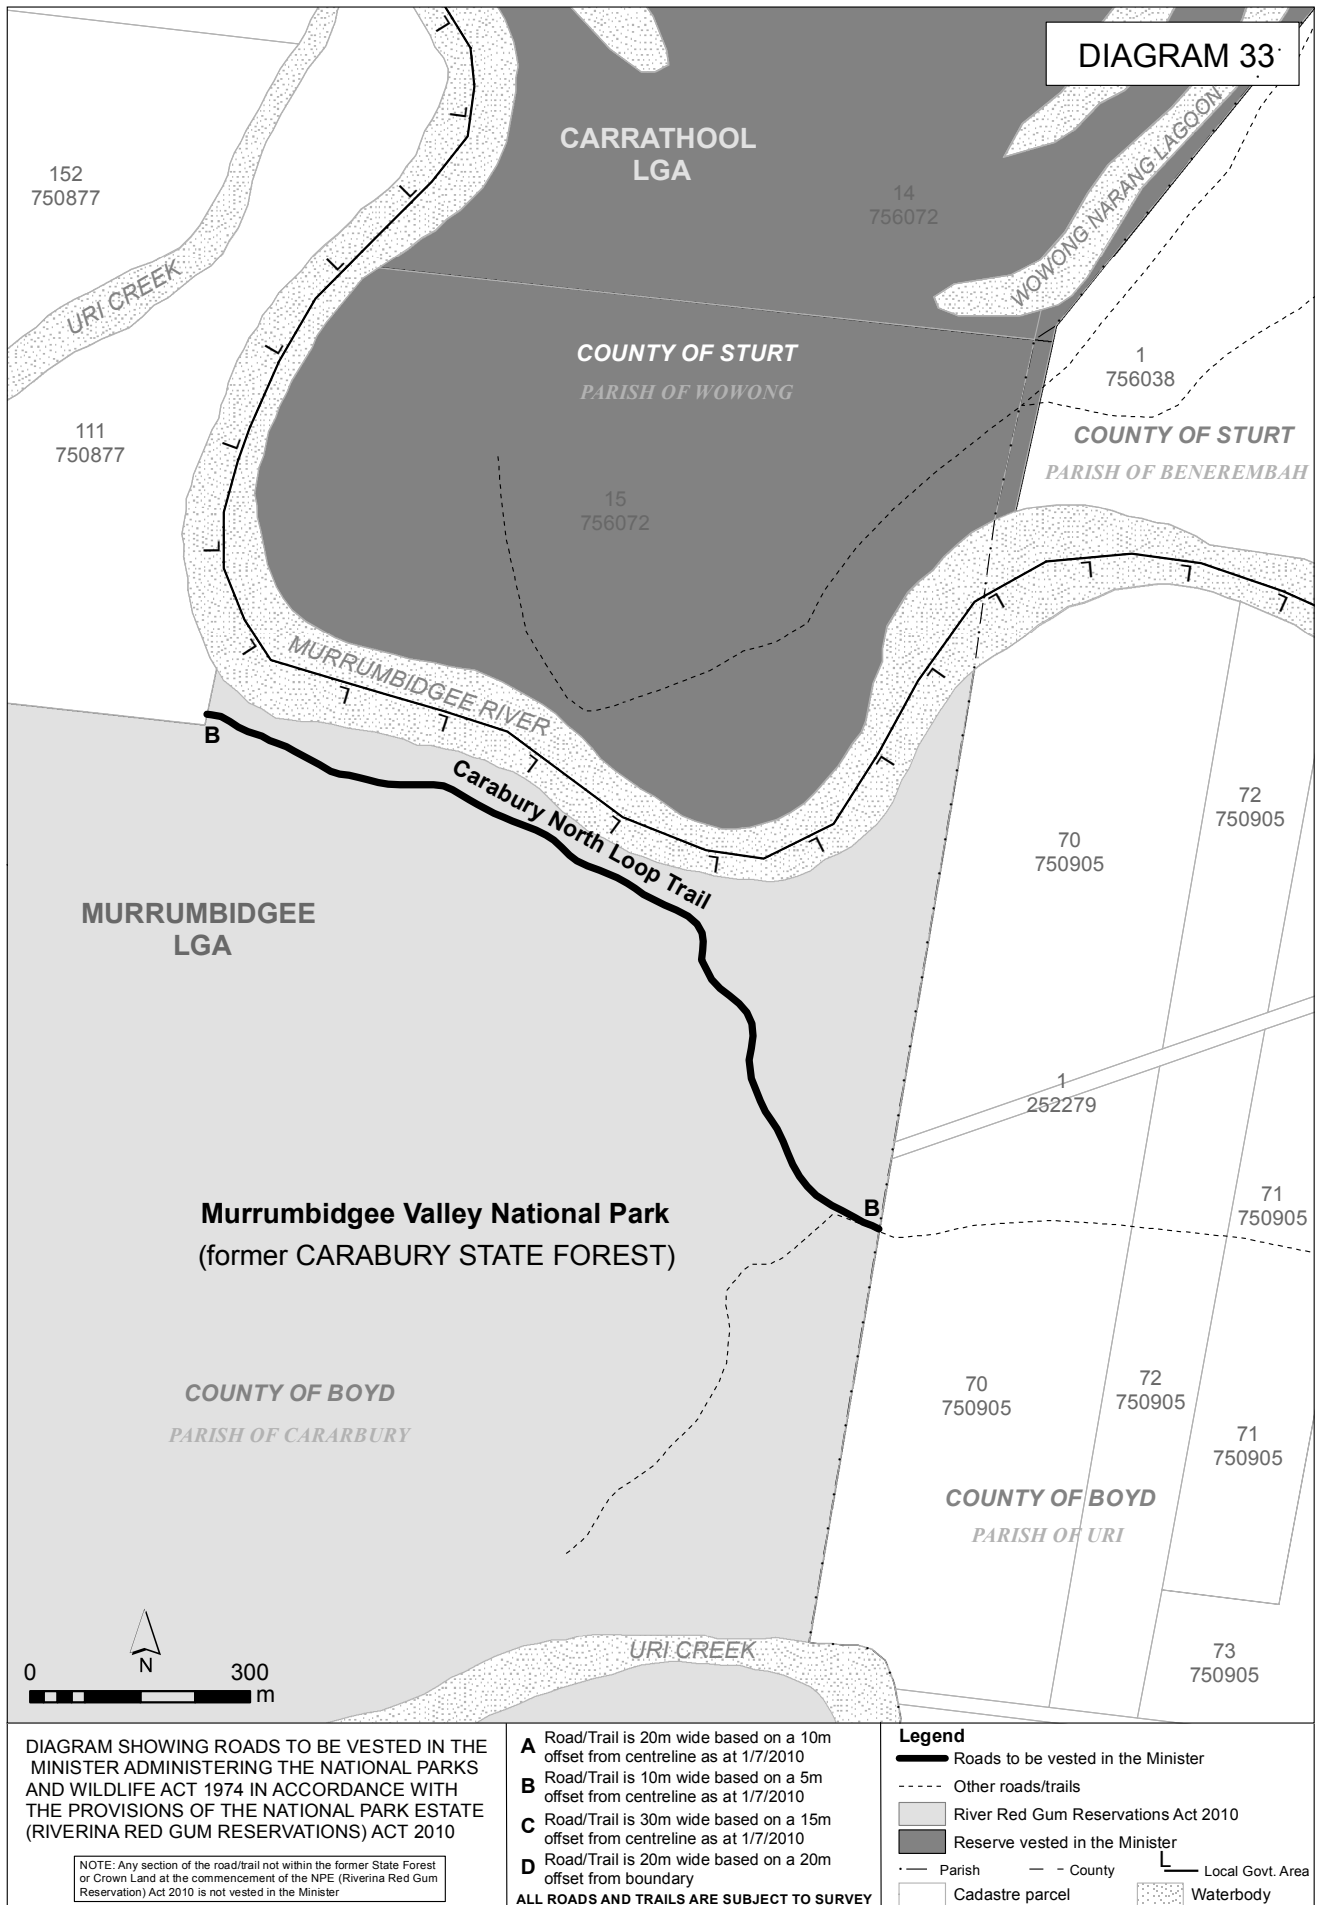 DIAGRAM 33
CARRATHOOL
LGA
152
750877
14
756072
WOWONG NARANG LAGOON
URI CREEK
COUNTY OF STURT
PARISH OF WOWONG
1
756038
111
750877
COUNTY OF STURT
PARISH OF BENEREMBAH
15
756072
MURRUMBIDGEE RIVER
B
Carabury North Loop Trail
72
750905
70
750905
MURRUMBIDGEE
LGA
1
252279
B
71
750905
Murrumbidgee Valley National Park
(former CARABURY STATE FOREST)
COUNTY OF BOYD
PARISH OF CARARBURY
70
750905
72
750905
71
750905
COUNTY OF BOYD
PARISH OF URI
URI CREEK
73
750905
N
0 300
m
DIAGRAM SHOWING ROADS TO BE VESTED IN THE
MINISTER ADMINISTERING THE NATIONAL PARKS
AND WILDLIFE ACT 1974 IN ACCORDANCE WITH
THE PROVISIONS OF THE NATIONAL PARK ESTATE
(RIVERINA RED GUM RESERVATIONS) ACT 2010
NOTE: Any section of the road/trail not within the former State Forest
or Crown Land at the commencement of the NPE (Riverina Red Gum
Reservation) Act 2010 is not vested in the Minister
A Road/Trail is 20m wide based on a 10m
offset from centreline as at 1/7/2010
B Road/Trail is 10m wide based on a 5m
offset from centreline as at 1/7/2010
C Road/Trail is 30m wide based on a 15m
offset from centreline as at 1/7/2010
D Road/Trail is 20m wide based on a 20m
offset from boundary
ALL ROADS AND TRAILS ARE SUBJECT TO SURVEY
Legend
Roads to be vested in the Minister
Other roads/trails
River Red Gum Reservations Act 2010
Reserve vested in the Minister
Parish County Local Govt. Area
Cadastre parcel Waterbody